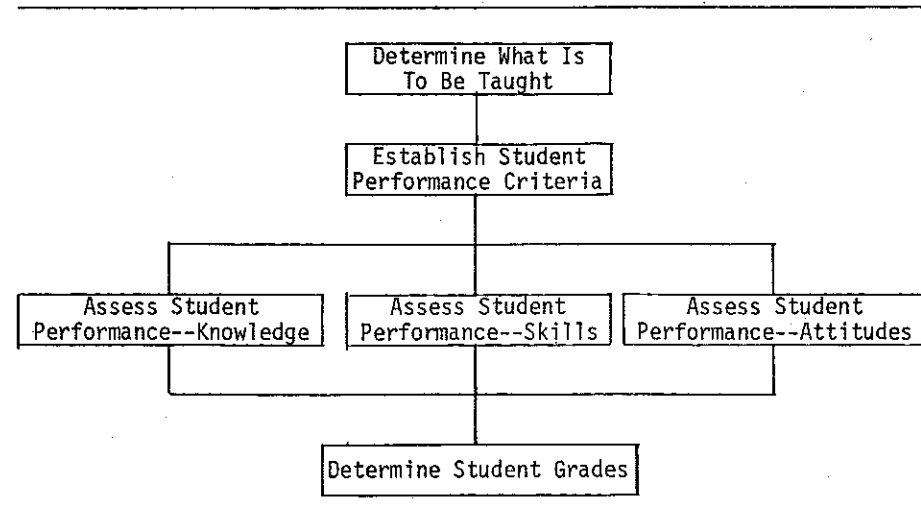 Determine What Is
To Be Taught
Establish Student
Performance Criteria
Assess Student
Performance--Knowledge
Assess Student
Performance--Skills
Assess Student
Performance--Attitudes
Determine Student Grades